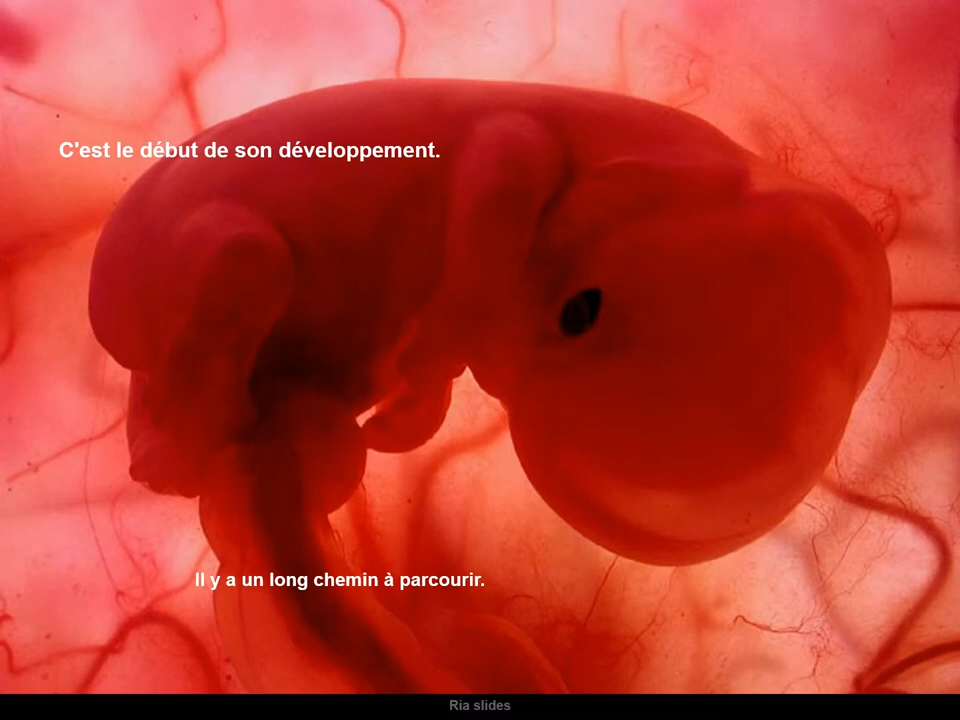 C'est le début de son développement.
Il y a un long chemin à parcourir.
Ria slides